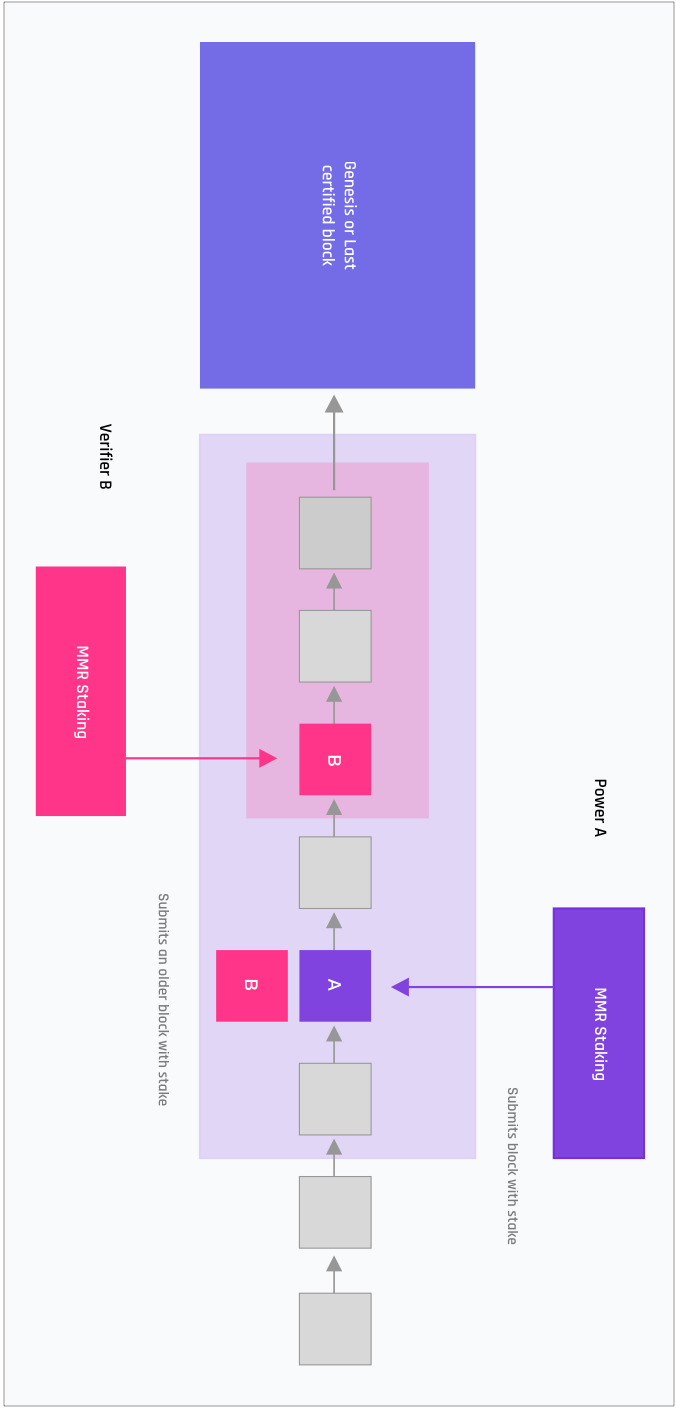 Genesis or Last
certified block
Verifier B
MMR Staking
B
Power A
MMR Staking
B
A
Submits an older block with stake
Submits block with stake